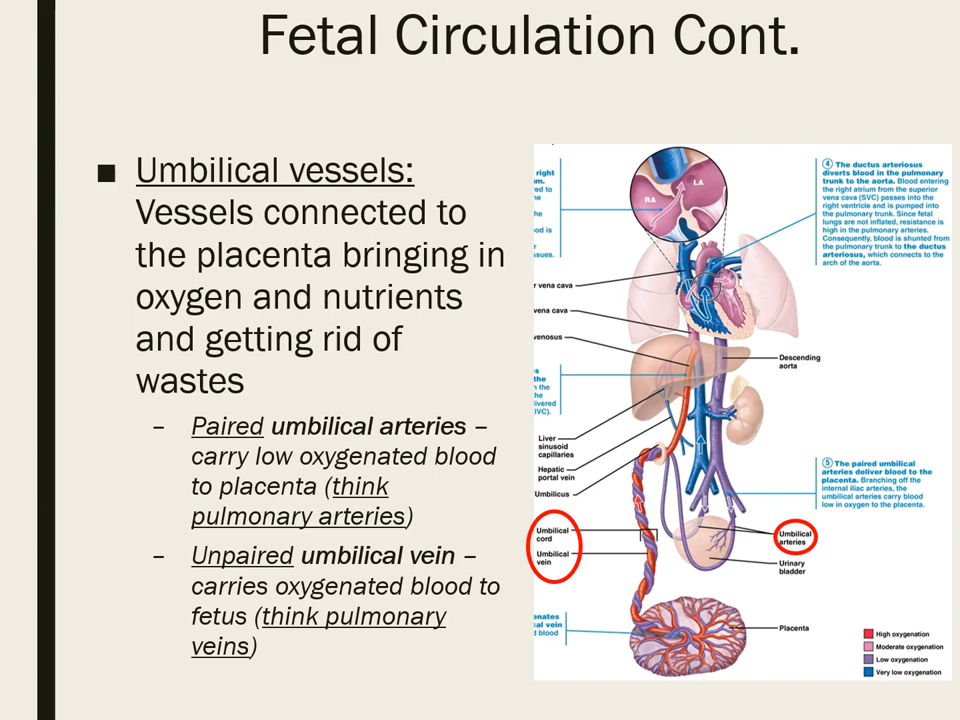 Fetal Circulation Cont.
■ Umbilical vessels:
Vessels connected to
the placenta bringing in
oxygen and nutrients
and getting rid of
wastes
– Paired umbilical arteries –
carry low oxygenated blood
to placenta (think
pulmonary arteries)
– Unpaired umbilical vein –
carries oxygenated blood to
fetus (think pulmonary
veins)
right
RA
LA
4 The ductus arteriosus
diverts blood in the pulmonary
trunk to the aorta. Blood entering
the right atrium from the superior
vena cava (SVC) passes into the
right ventricle and is pumped into
the pulmonary trunk. Since fetal
lungs are not inflated, resistance is
high in the pulmonary arteries.
Consequently, blood is shunted from
the pulmonary trunk to the ductus
arteriosus, which connects to the
arch of the aorta.
vena cava
vena cava
venosus
the
IVC).
Descending
aorta
Liver
sinusoid
capillaries
Hepatic
portal vein
Umbilicus
5 The paired umbilical
arteries deliver blood to the
placenta. Branching off the
internal iliac arteries, the
umbilical arteries carry blood
low in oxygen to the placenta.
Umbilical
cord
Umbilical
vein
Umbilical
arteries
Urinary
bladder
vein
blood
Placenta
High oxygenation
Moderate oxygenation
Low oxygenation
Very low oxygenation